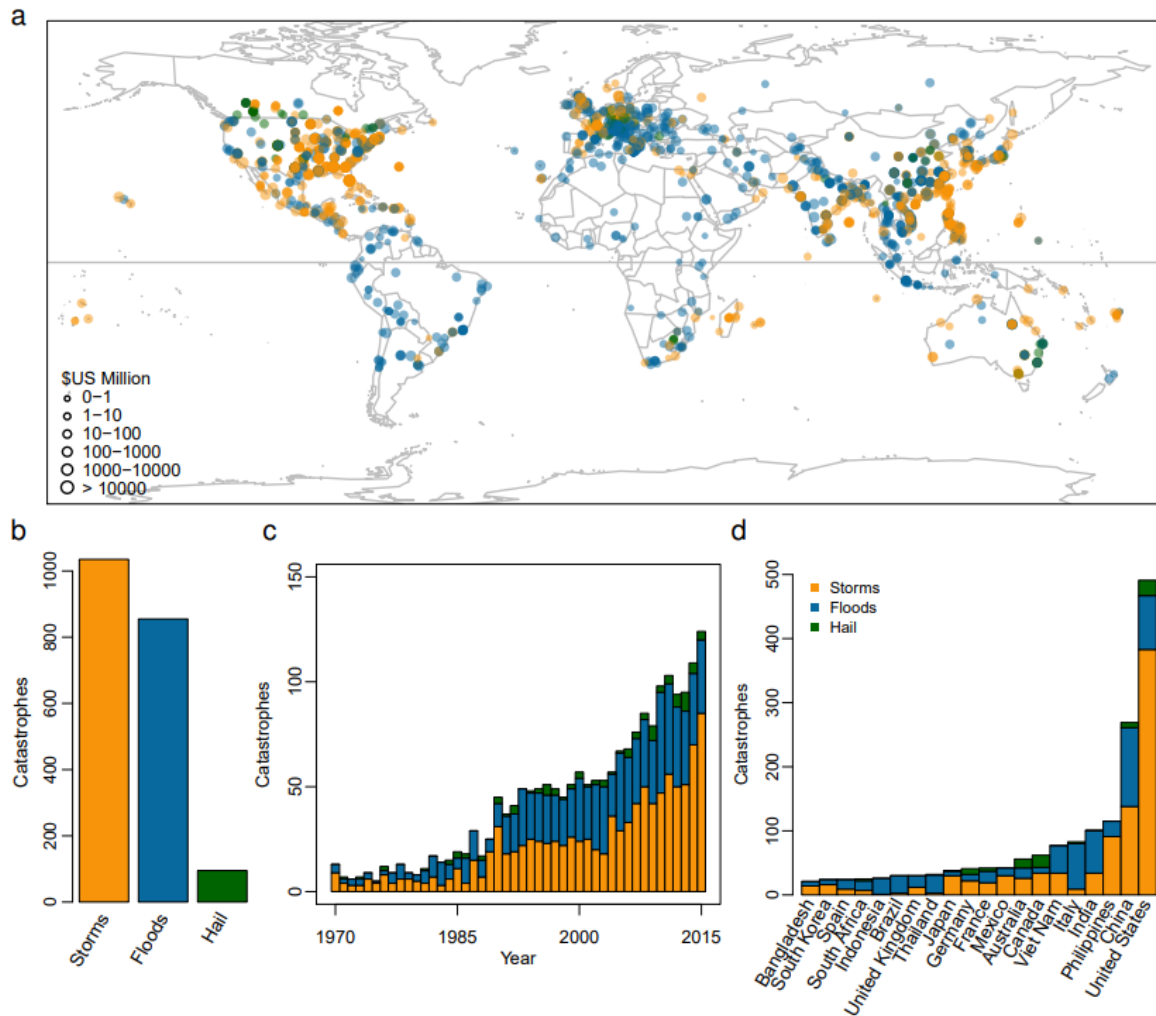 a
$US Million
0−1
1−10
10−100
100−1000
1000−10000
> 10000
b
Catastrophes
0
200
400
600
800
1000
Storms
Floods
Hail
c
Catastrophes
0
50
100
150
1970
1985
2000
2015
Year
d
Catastrophes
0
100
200
300
400
500
Storms
Floods
Hail
Bangladesh
South Korea
Spain
South Africa
Indonesia
Brazil
United Kingdom
Thailand
Japan
Germany
France
Mexico
Australia
Canada
Viet Nam
Italy
India
Philippines
China
United States